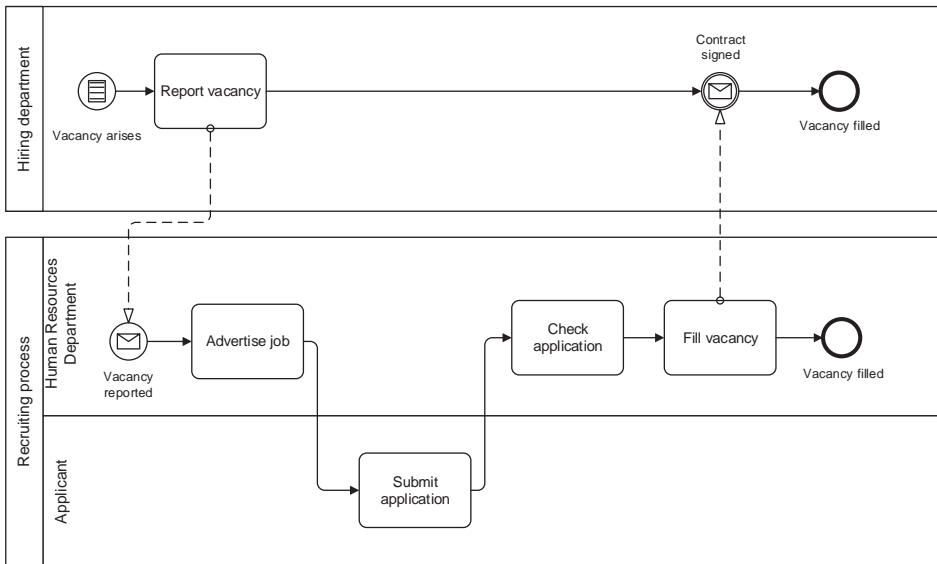 Hiring department
Vacancy arises
Report vacancy
Contract
signed
Vacancy filled
Recruiting process
Human Resources
Department
Vacancy
reported
Advertise job
Check
application
Fill vacancy
Vacancy filled
Applicant
Submit
application